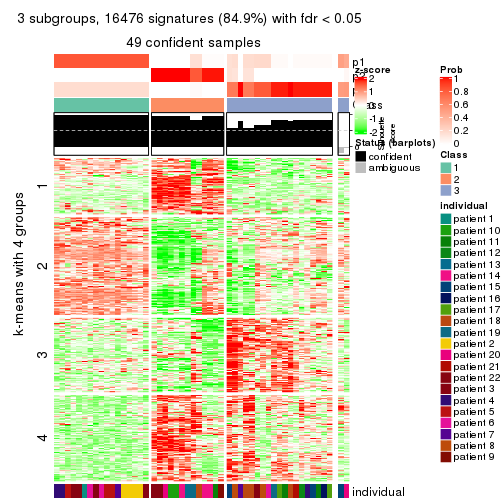 3 subgroups, 16476 signatures (84.9%) with fdr < 0.05
49 confident samples
p1
z-score
2
1
0
-1
-2
Silhouette
score
Status (barplots)
confident
ambiguous
k-means with 4 groups
1
2
3
4
individual
Prob
1
0.8
0.6
0.4
0.2
0
Class
1
2
3
individual
patient 1
patient 10
patient 11
patient 12
patient 13
patient 14
patient 15
patient 16
patient 17
patient 18
patient 19
patient 2
patient 20
patient 21
patient 22
patient 3
patient 4
patient 5
patient 6
patient 7
patient 8
patient 9